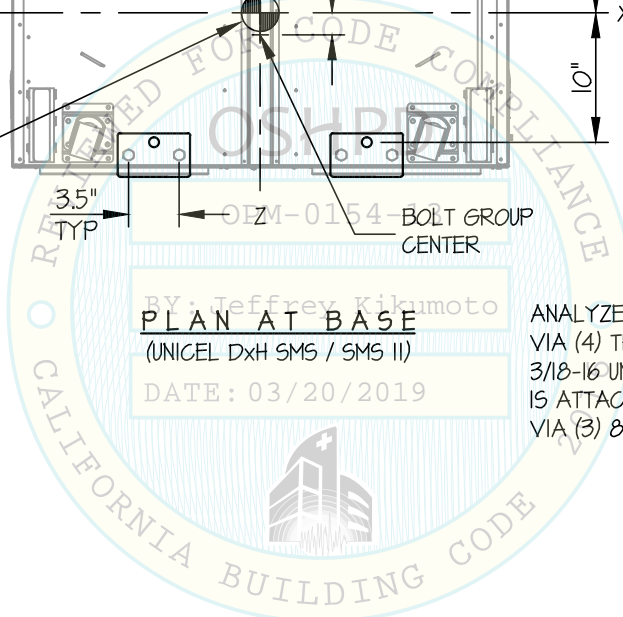 X
10"
3.5"
TYP
Z
BOLT GROUP
CENTER
PLAN AT BASE
(UNICEL DxH SMS / SMS II)
ANALYZE
VIA (4) T
3/18-16 UN
IS ATTAC
VIA (3) 8
REVIEWED FOR CODE COMPLIANCE
OSHPD
OPM-0154-13
BY: Jeffrey Kikumoto
DATE: 03/20/2019
CALIFORNIA BUILDING CODE